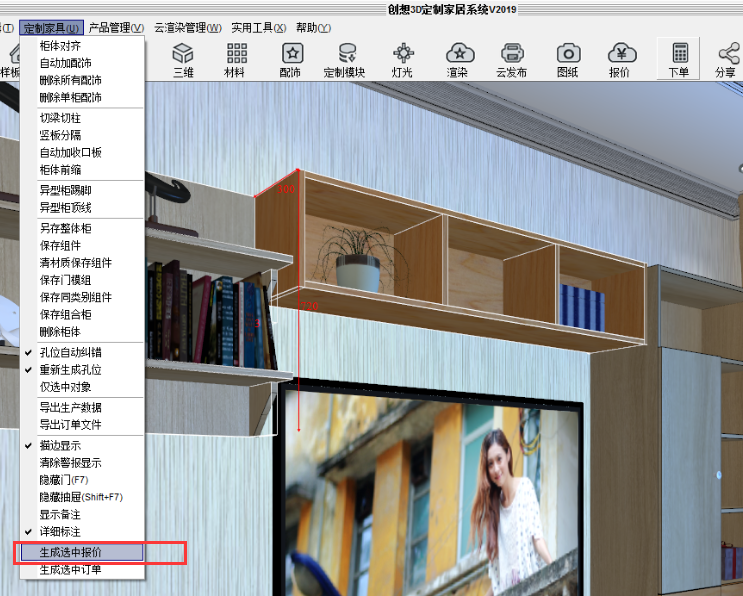 创想3D定制家居系统V2019
定制家具(U) 产品管理(V) 云渲染管理(W) 实用工具(X) 帮助(Y)
样板 三维 材料 配饰 定制模块 灯光 渲染 云发布 图纸 报价 下单 分享
柜体对齐
自动加配饰
删除所有配饰
删除单柜配饰
切梁切柱
竖板分隔
自动加收口板
柜体前缩
异型柜踢脚
异型柜顶线
另存整体柜
保存组件
清材质保存组件
保存门模组
保存同类别组件
保存组合柜
删除柜体
孔位自动纠错
重新生成孔位
仅选中对象
导出生产数据
导出订单文件
描边显示
清除警报显示
隐藏门(F7)
隐藏抽屉(Shift+F7)
显示备注
详细标注
生成选中报价
生成选中订单
300